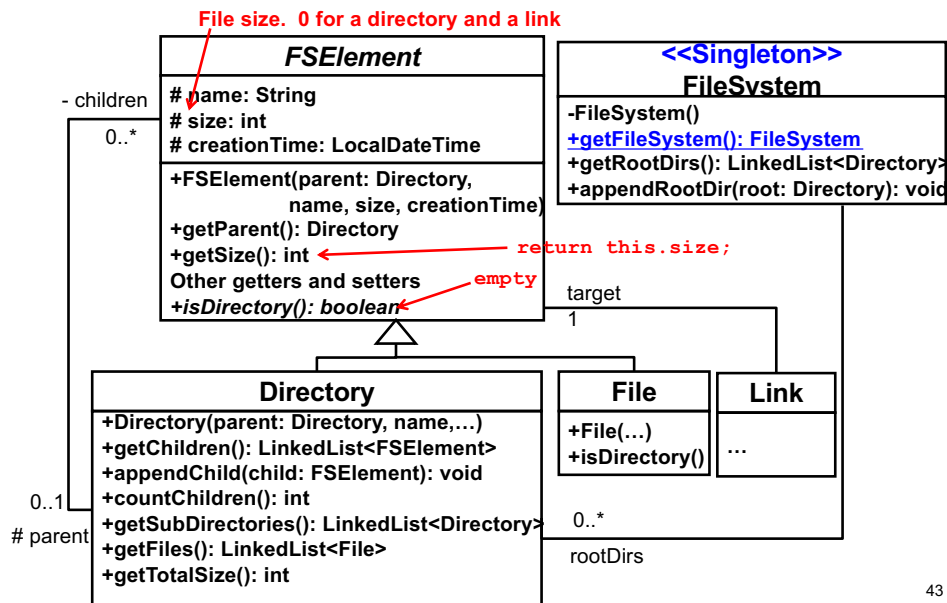 File size. 0 for a directory and a link
FSElement
# name: String
# size: int
# creationTime: LocalDateTime
+FSElement(parent: Directory,
name, size, creationTime)
+getParent(): Directory
+getSize(): int
return this.size;
Other getters and setters
empty
+isDirectory(): boolean
<<Singleton>>
FileSystem
-FileSystem()
+getFileSystem(): FileSystem
+getRootDirs(): LinkedList<Directory>
+appendRootDir(root: Directory): void
- children
0..*
target
1
Directory
+Directory(parent: Directory, name,…)
+getChildren(): LinkedList<FSElement>
+appendChild(child: FSElement): void
+countChildren(): int
+getSubDirectories(): LinkedList<Directory>
+getFiles(): LinkedList<File>
+getTotalSize(): int
File
+File(…)
+isDirectory()
Link
…
0..1
# parent
0..*
rootDirs
43